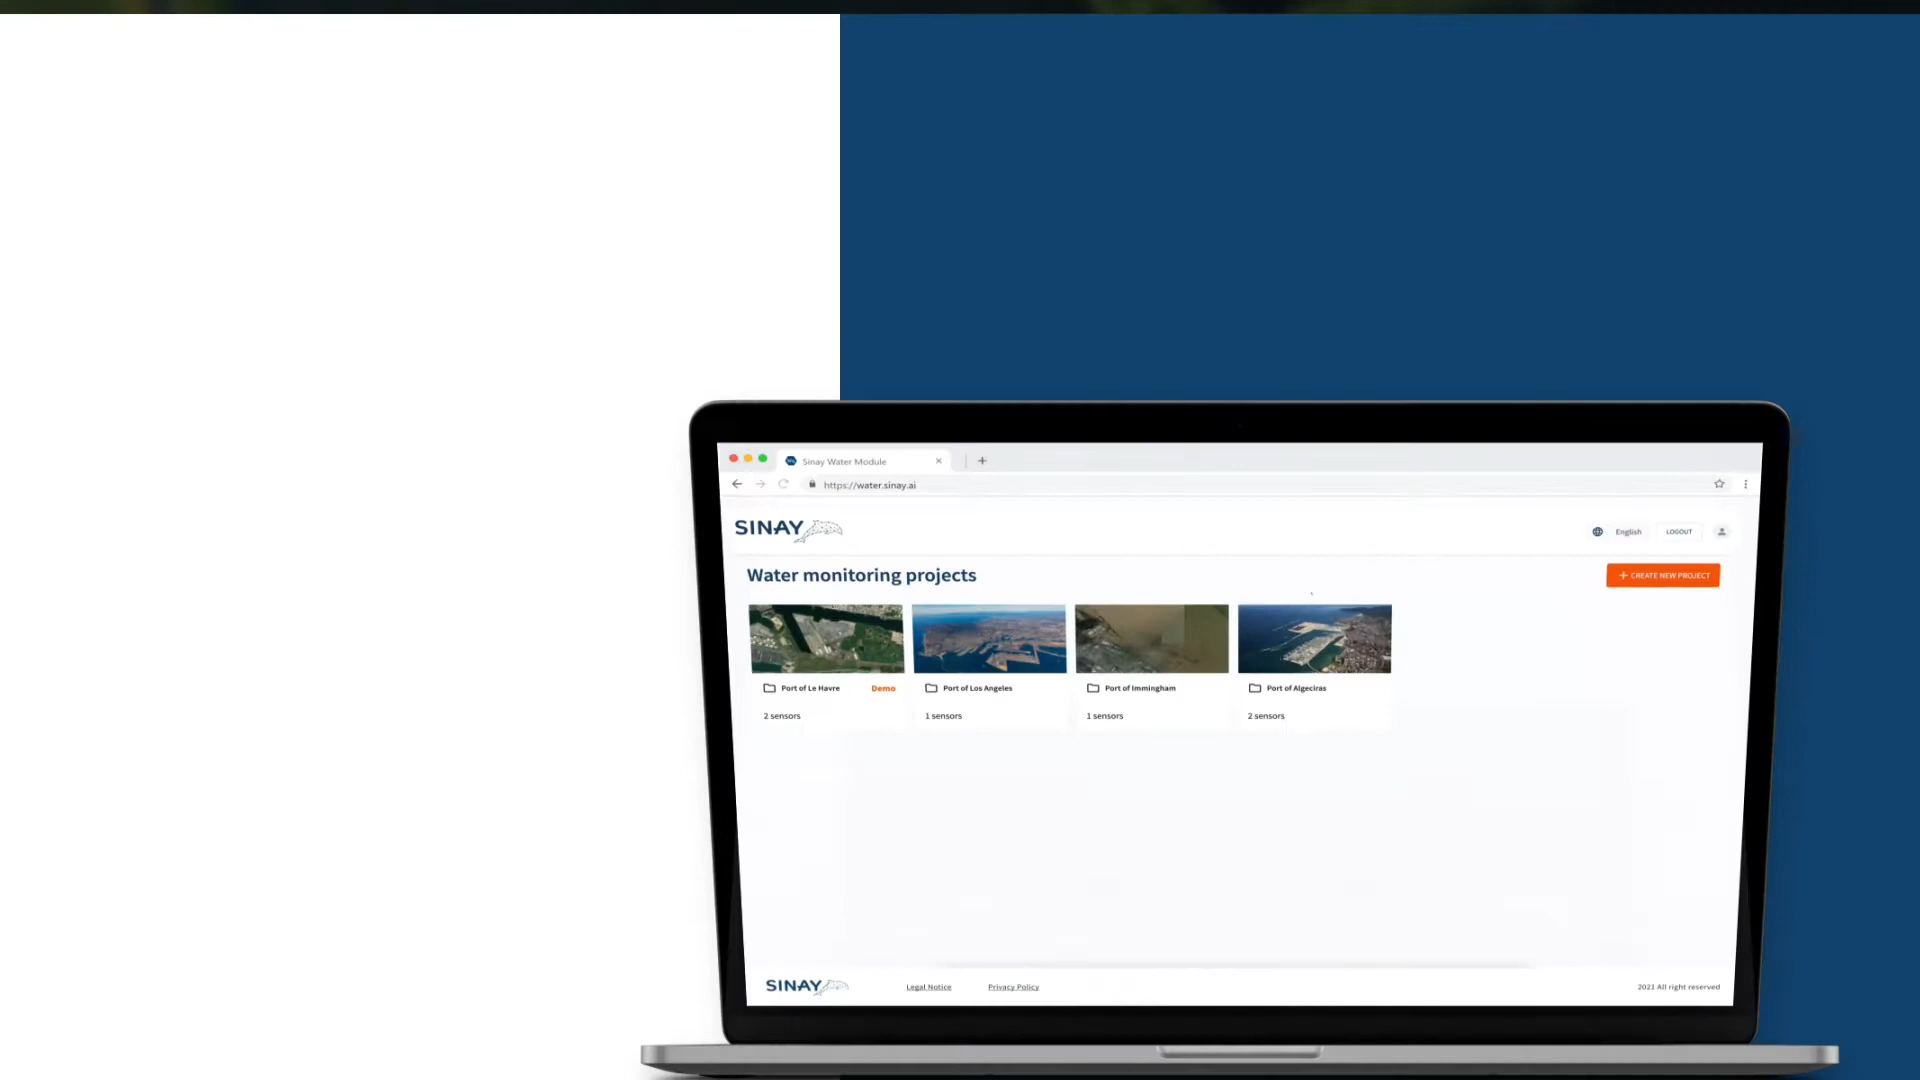 Sinay Water Module
https://water.sinay.ai
SINAY
English
LOGOUT
Water monitoring projects
+ CREATE NEW PROJECT
Port of Le Havre
Demo
2 sensors
Port of Los Angeles
1 sensors
Port of Immingham
1 sensors
Port of Algeciras
2 sensors
SINAY
Legal Notice
Privacy Policy
2021 All right reserved